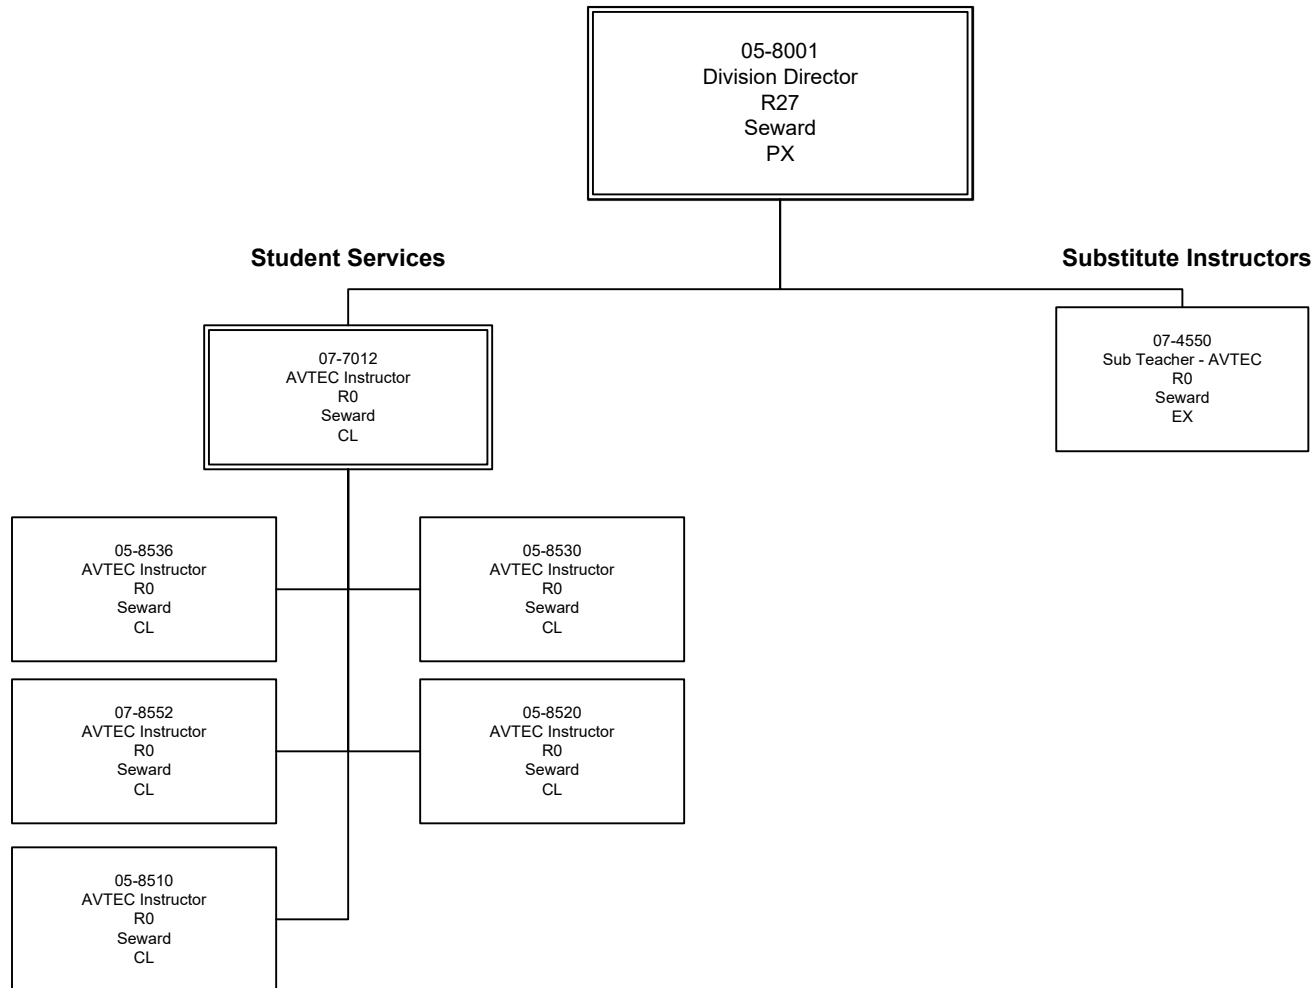 05-8001
Division Director
R27
Seward
PX
Student Services
Substitute Instructors
07-7012
AVTEC Instructor
R0
Seward
CL
07-4550
Sub Teacher - AVTEC
R0
Seward
EX
05-8536
AVTEC Instructor
R0
Seward
CL
05-8530
AVTEC Instructor
R0
Seward
CL
07-8552
AVTEC Instructor
R0
Seward
CL
05-8520
AVTEC Instructor
R0
Seward
CL
05-8510
AVTEC Instructor
R0
Seward
CL